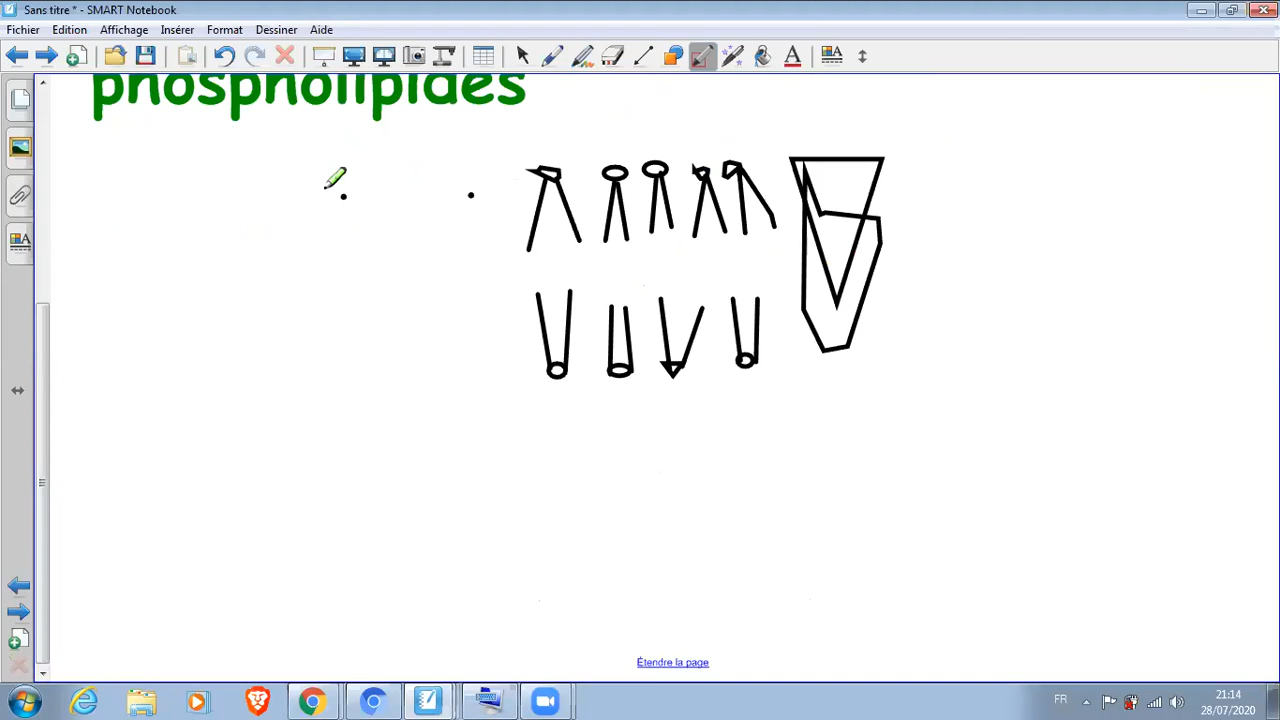 Sans titre * - SMART Notebook
Fichier Edition Affichage Insérer Format Dessiner Aide
phospholipides
Étendre la page
FR
21:14
28/07/2020